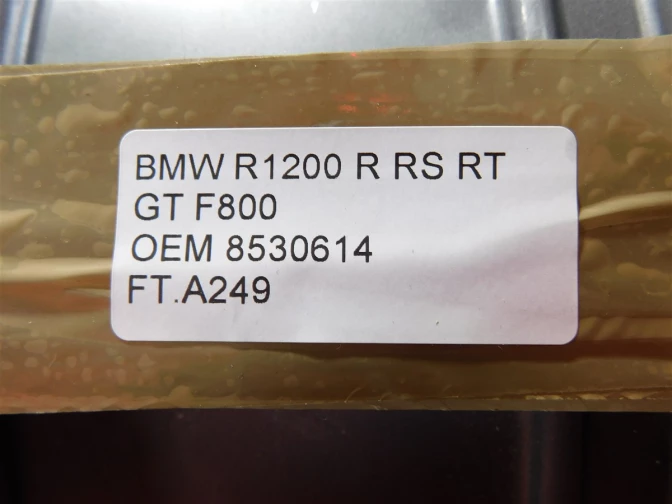 BMW R1200 R RS RT
GT F800
OEM 8530614
FT.A249